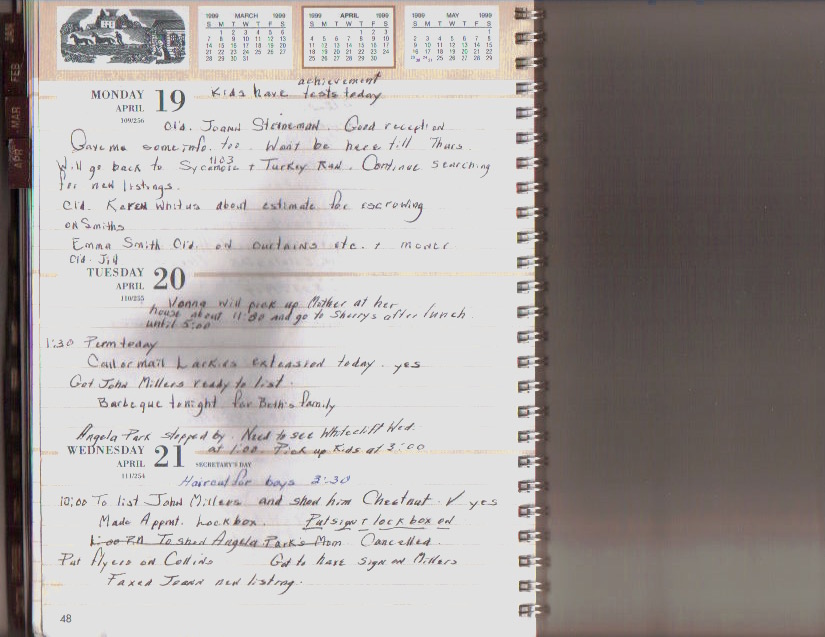 1999 MARCH 1999
S M T W T F S
1 2 3 4 5 6
7 8 9 10 11 12 13
14 15 16 17 18 19 20
21 22 23 24 25 26 27
28 29 30 31
1999 APRIL 1999
S M T W T F S
1 2 3
4 5 6 7 8 9 10
11 12 13 14 15 16 17
18 19 20 21 22 23 24
25 26 27 28 29 30
1999 MAY 1999
S M T W T F S
1
2 3 4 5 6 7 8
9 10 11 12 13 14 15
16 17 18 19 20 21 22
23 24 25 26 27 28 29
30 31
JAN
FEB
MAR
APR
achievement
MONDAY 19 Kids have tests today
APRIL
109/256
Cld. Joann Steineman. Good reception
Gave me some info. too. Wont be here till Thurs.
1103
Will go back to Sycamore + Turkey Run. Continue searching
for new listings.
Cld. Karen Whitus about estimate for escrowing
on Smiths
Emma Smith Cld. on curtains etc. +
Cld. Jill
TUESDAY 20
APRIL
110/255
Vonna will pick up Mother at her
house about 11:30 and go to Sherrys after lunch.
until 5:00
1:30 Perm today
Call or mail Larkins extension today. yes
Got John Millers ready to list.
Barbeque tonight for Beth's family
Angela Park stopped by. Need to see Whitecliff Wed.
at 1:00. Pick up Kids at 3:00
WEDNESDAY 21 SECRETARY'S DAY
APRIL
111/254
Haircut for boys 3:30
10:00 To list John Millers and show him Chestnut. ✓ yes
Made Appmt. Lockbox. Put sign + lock box on
1:00 PM To show Angela Park's Mom Cancelled.
Put flyers on Collins Got to have sign on Millers
Faxed Joann new listing.
48